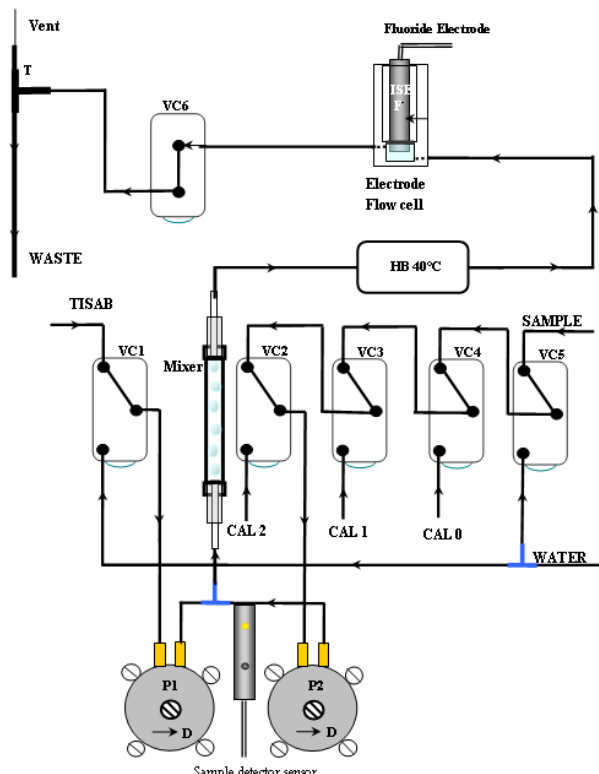 Vent
Fluoride Electrode
T
VC6
ISE
F
Electrode
Flow cell
WASTE
HB 40°C
TISAB
SAMPLE
VC1
VC2
VC3
VC4
VC5
Mixer
CAL 2
CAL 1
CAL 0
WATER
P1
P2
D
D
Sample detector sensor